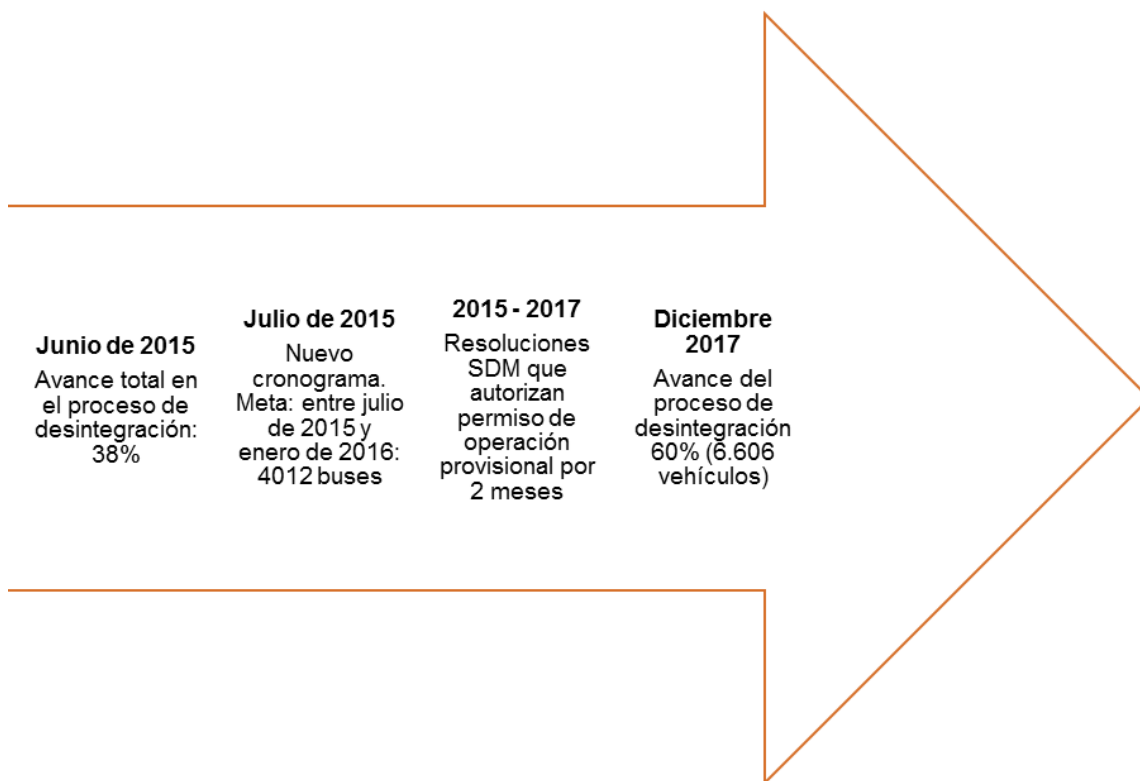 Junio de 2015
Avance total en
el proceso de
desintegración:
38%
Julio de 2015
Nuevo
cronograma.
Meta: entre julio
de 2015 y
enero de 2016:
4012 buses
2015 - 2017
Resoluciones
SDM que
autorizan
permiso de
operación
provisional por
2 meses
Diciembre
2017
Avance del
proceso de
desintegración
60% (6.606
vehículos)